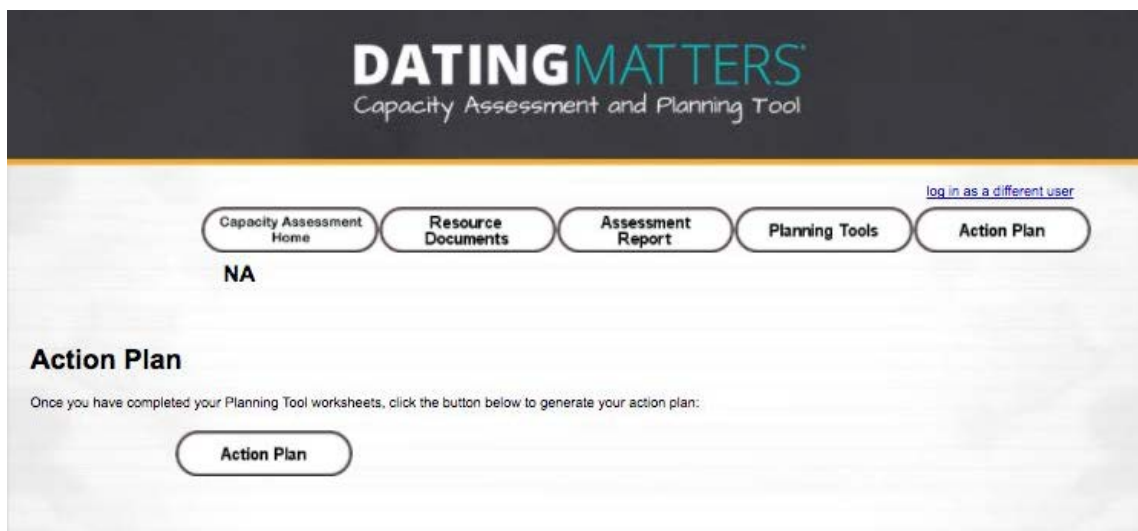 DATINGMATTERS®
Capacity Assessment and Planning Tool
log in as a different user
Capacity Assessment
Home
Resource
Documents
Assessment
Report
Planning Tools
Action Plan
NA
Action Plan
Once you have completed your Planning Tool worksheets, click the button below to generate your action plan:
Action Plan